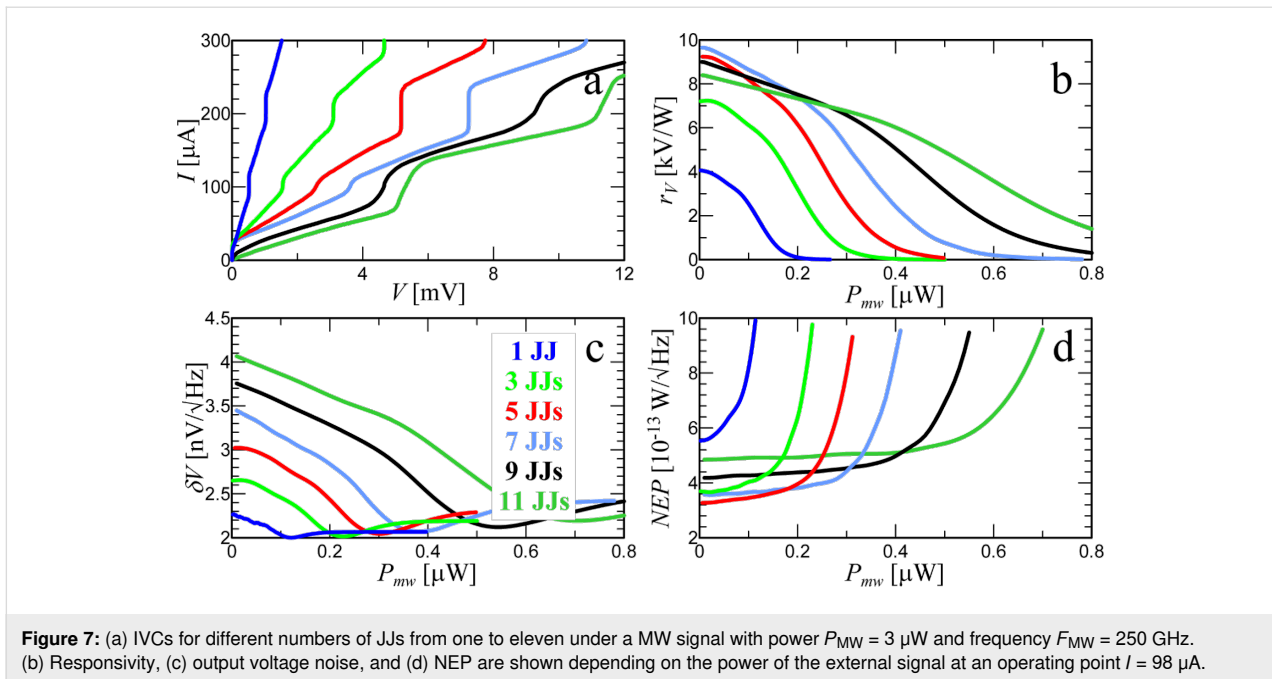 300
200
100
0
I [μA]
a
0
4
8
12
V [mV]
10
8
6
4
2
0
r_V [kV/W]
b
0
0.2
0.4
0.6
0.8
P_mw [μW]
4.5
4
3.5
3
2.5
2
δV [nV/√Hz]
c
1 JJ
3 JJs
5 JJs
7 JJs
9 JJs
11 JJs
0
0.2
0.4
0.6
0.8
P_mw [μW]
10
8
6
4
2
NEP [10⁻¹³ W/√Hz]
d
0
0.2
0.4
0.6
0.8
P_mw [μW]
Figure 7: (a) IVCs for different numbers of JJs from one to eleven under a MW signal with power P_MW = 3 μW and frequency F_MW = 250 GHz.
(b) Responsivity, (c) output voltage noise, and (d) NEP are shown depending on the power of the external signal at an operating point I = 98 μA.